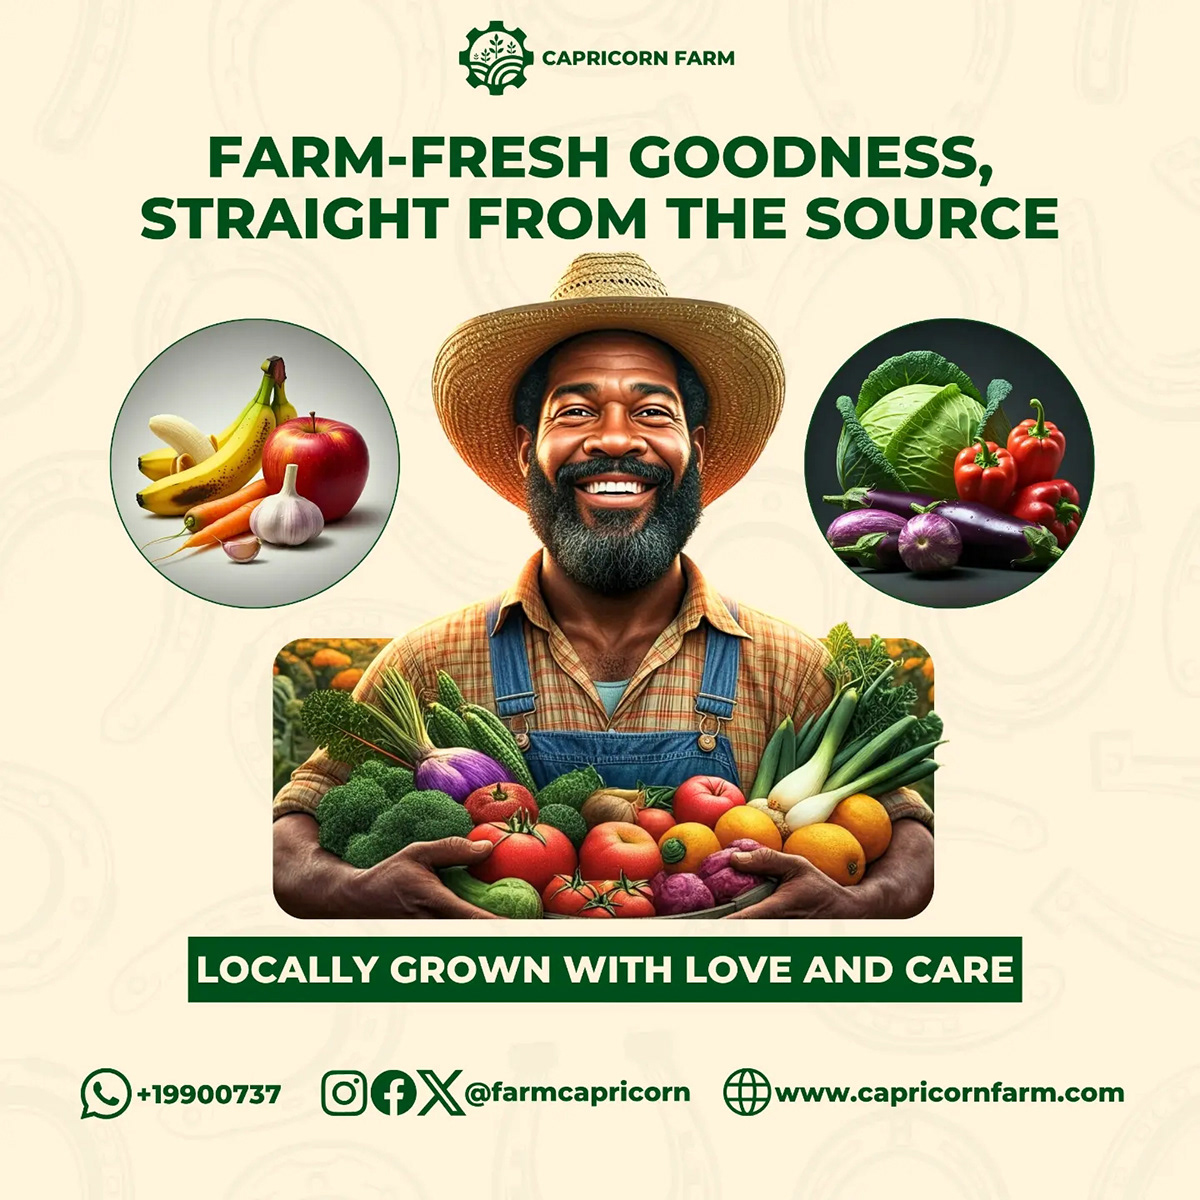 CAPRICORN FARM
FARM-FRESH GOODNESS,
STRAIGHT FROM THE SOURCE
LOCALLY GROWN WITH LOVE AND CARE
+19900737
@farmcapricorn
www.capricornfarm.com